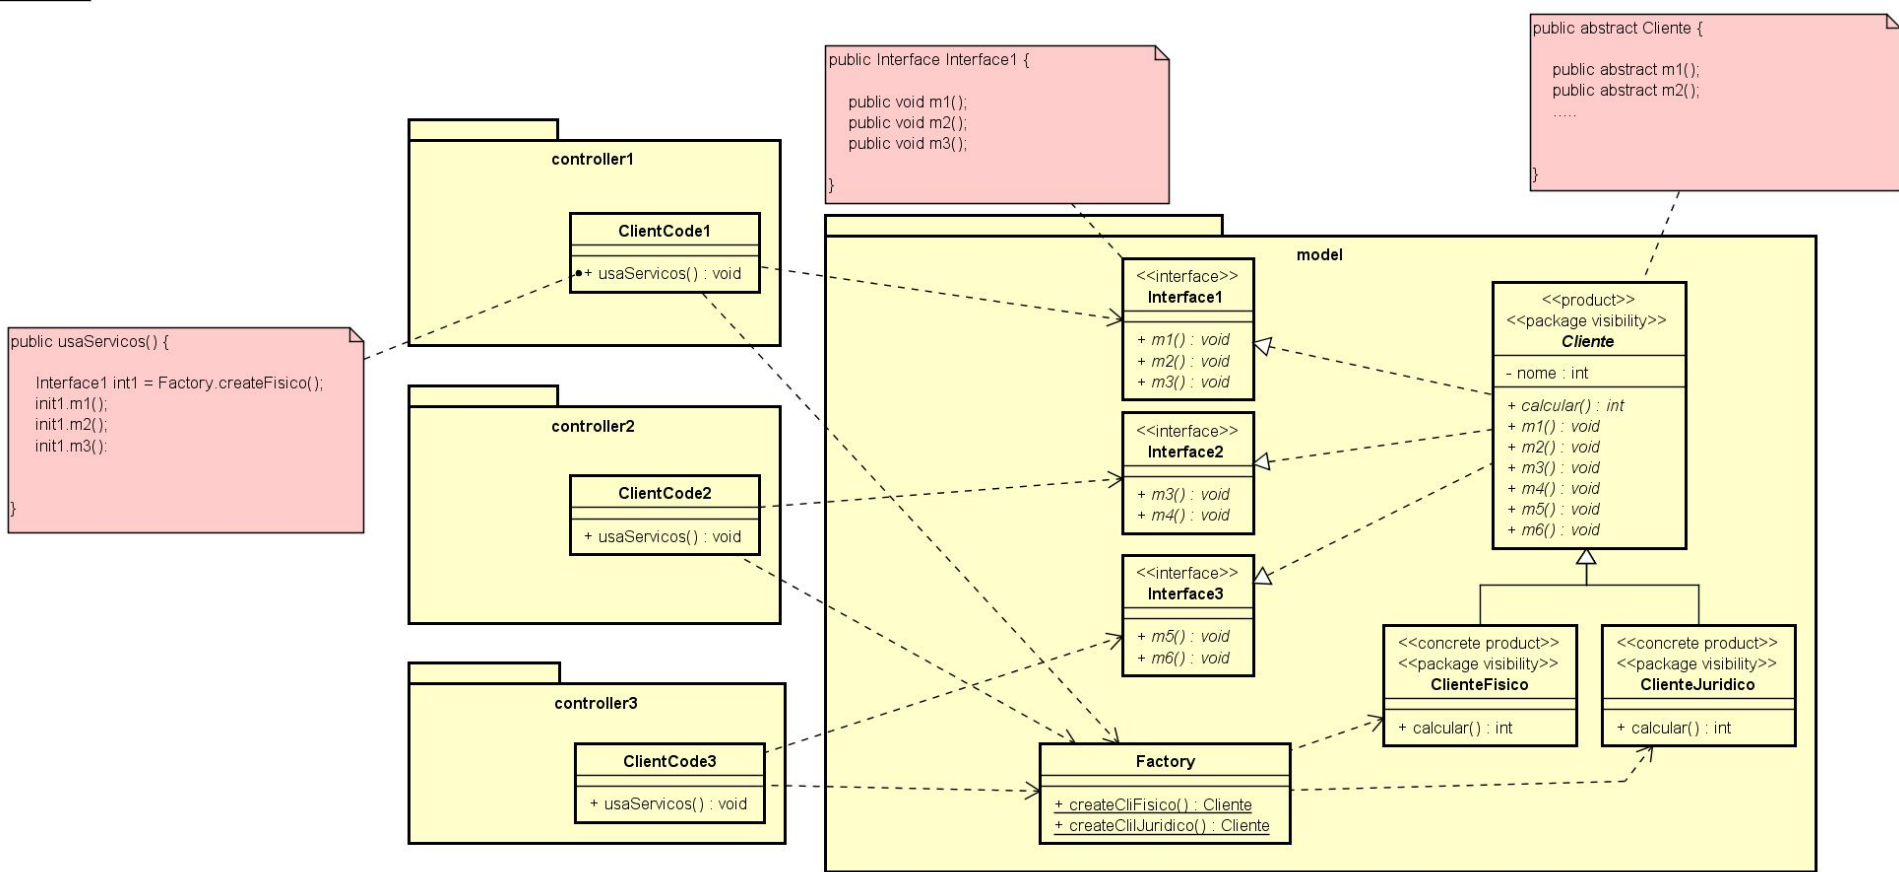 public abstract Cliente {
public abstract m1();
public abstract m2();
.....
}
public Interface Interface1 {
public void m1();
public void m2();
public void m3();
}
controller1
ClientCode1
+ usaServicos() : void
public usaServicos() {
Interface1 int1 = Factory.createFisico();
init1.m1();
init1.m2();
init1.m3():
}
controller2
ClientCode2
+ usaServicos() : void
controller3
ClientCode3
+ usaServicos() : void
model
<<interface>>
Interface1
+ m1() : void
+ m2() : void
+ m3() : void
<<interface>>
Interface2
+ m3() : void
+ m4() : void
<<interface>>
Interface3
+ m5() : void
+ m6() : void
<<product>>
<<package visibility>>
Cliente
- nome : int
+ calcular() : int
+ m1() : void
+ m2() : void
+ m3() : void
+ m4() : void
+ m5() : void
+ m6() : void
<<concrete product>>
<<package visibility>>
ClienteFisico
+ calcular() : int
<<concrete product>>
<<package visibility>>
ClienteJuridico
+ calcular() : int
Factory
+ createCliFisico() : Cliente
+ createCliIJuridico() : Cliente